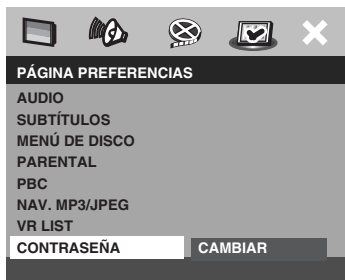 PÁGINA PREFERENCIAS
AUDIO
SUBTÍTULOS
MENÚ DE DISCO
PARENTAL
PBC
NAV. MP3/JPEG
VR LIST
CONTRASEÑA CAMBIAR